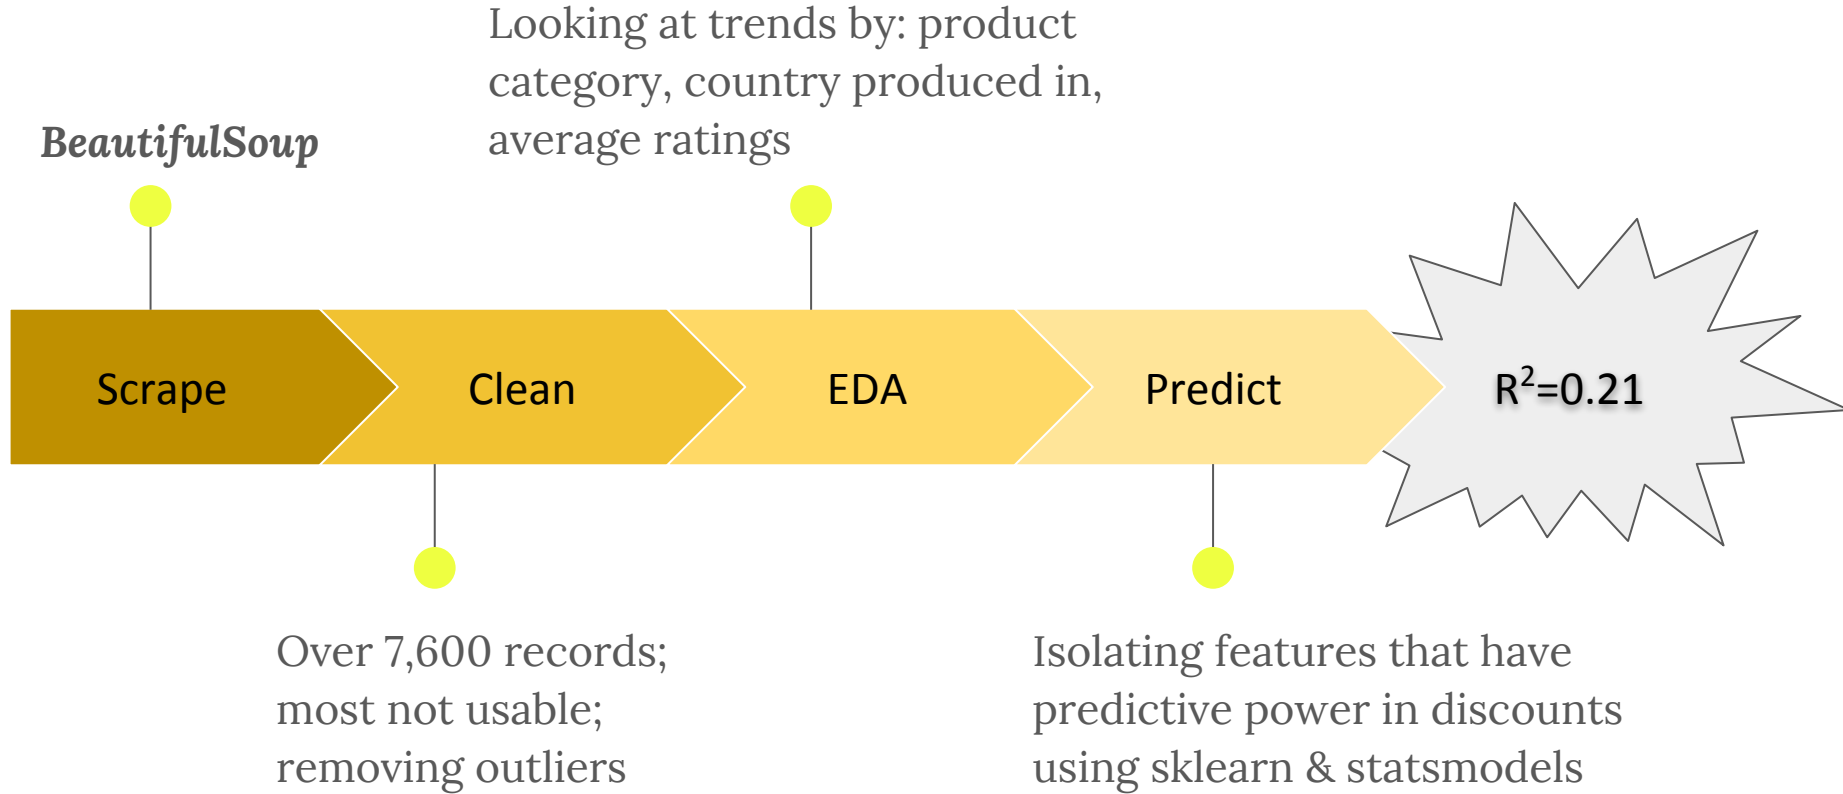 Looking at trends by: product
category, country produced in,
average ratings
BeautifulSoup
Scrape
Clean
EDA
Predict
R²=0.21
Over 7,600 records;
most not usable;
removing outliers
Isolating features that have
predictive power in discounts
using sklearn & statsmodels